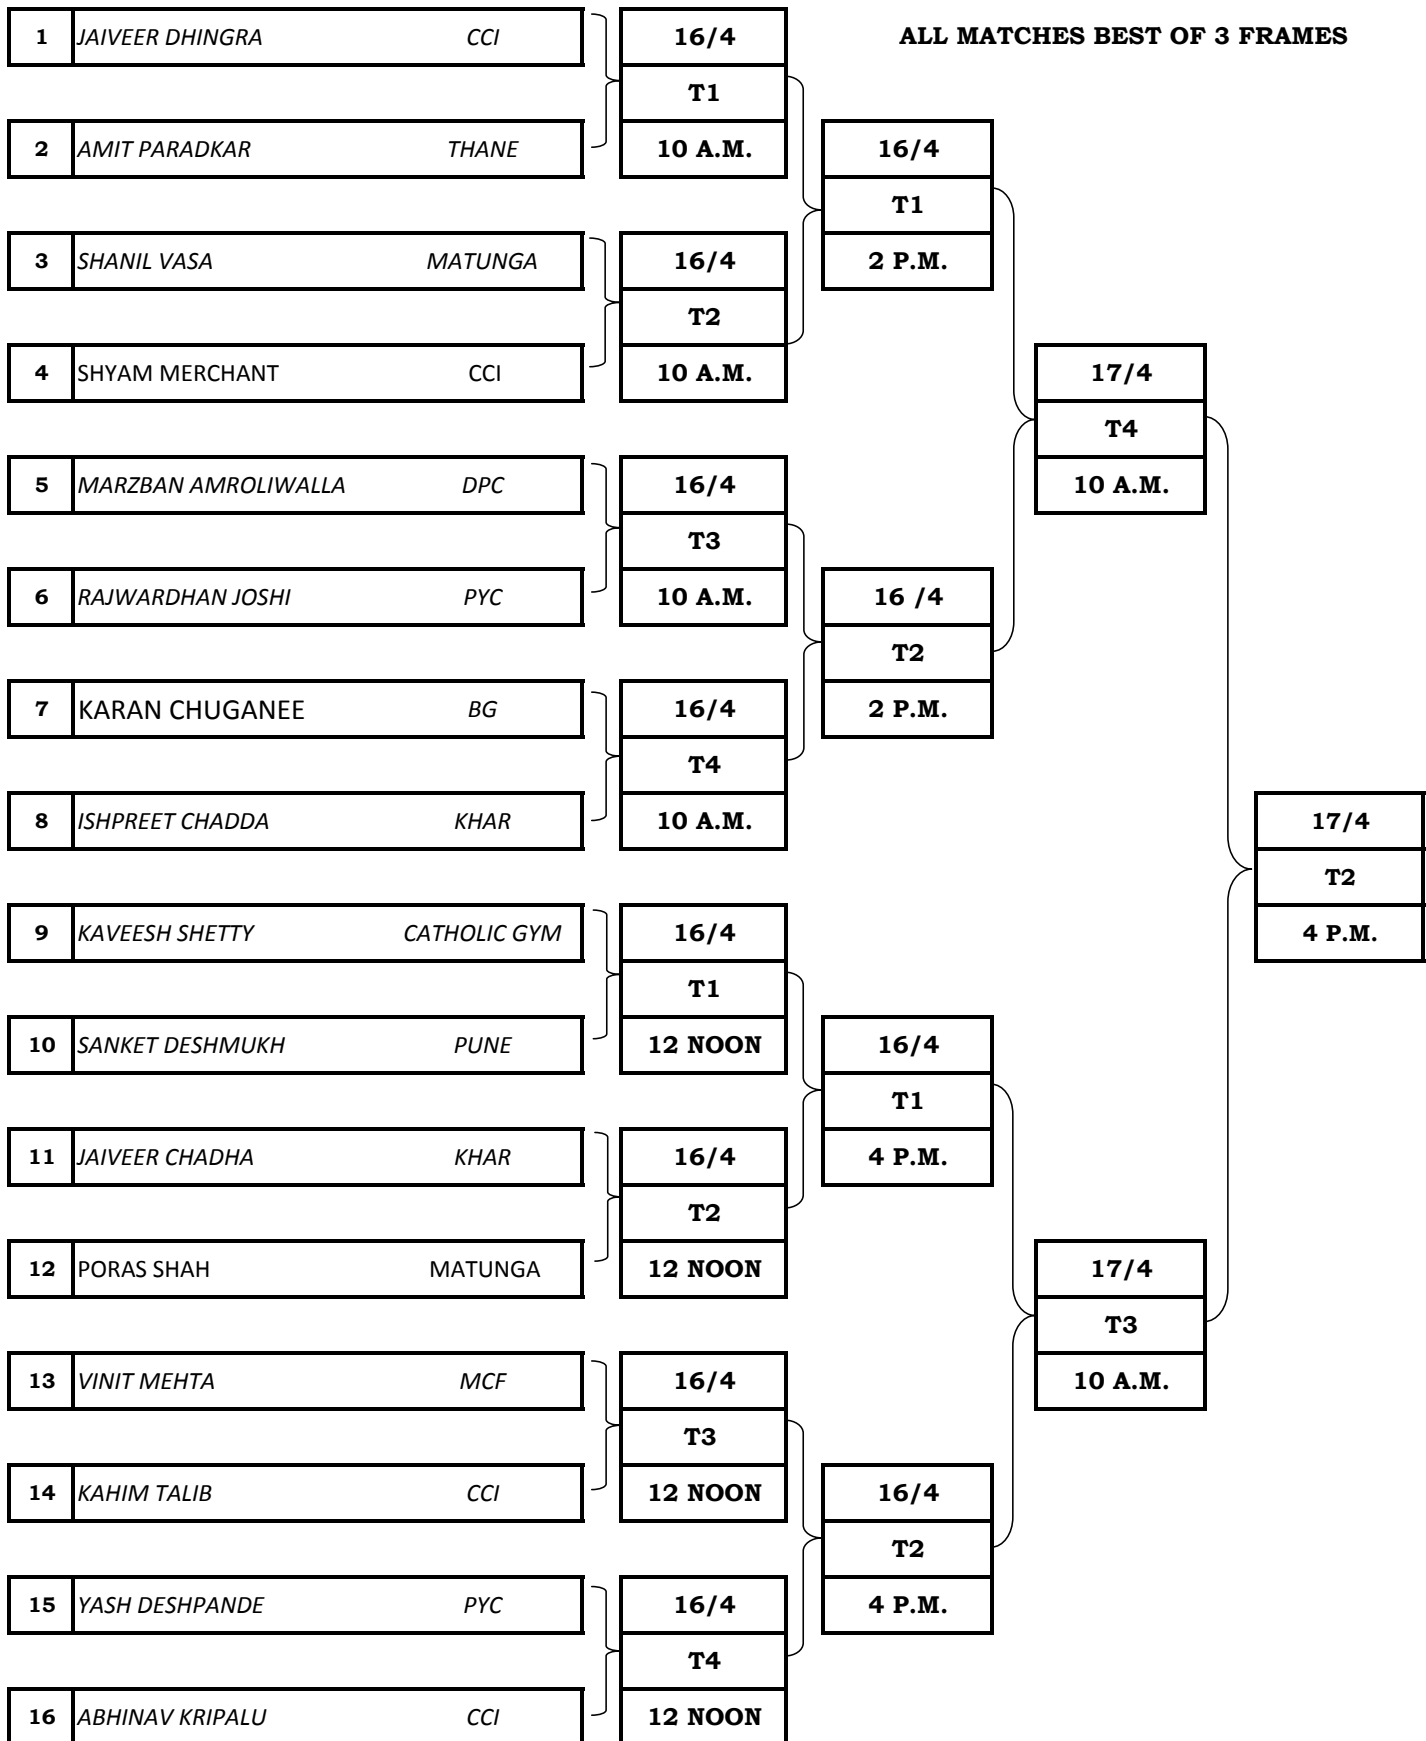 1 JAIVEER DHINGRA CCI 16/4 ALL MATCHES BEST OF 3 FRAMES
T1
2 AMIT PARADKAR THANE 10 A.M. 16/4
T1
3 SHANIL VASA MATUNGA 16/4 2 P.M.
T2
4 SHYAM MERCHANT CCI 10 A.M. 17/4
T4
5 MARZBAN AMROLIWALLA DPC 16/4 10 A.M.
T3
6 RAJWARDHAN JOSHI PYC 10 A.M. 16 /4
T2
7 KARAN CHUGANEE BG 16/4 2 P.M.
T4
8 ISHPREET CHADDA KHAR 10 A.M. 17/4
T2
9 KAVEESH SHETTY CATHOLIC GYM 16/4 4 P.M.
T1
10 SANKET DESHMUKH PUNE 12 NOON 16/4
T1
11 JAIVEER CHADHA KHAR 16/4 4 P.M.
T2
12 PORAS SHAH MATUNGA 12 NOON 17/4
T3
13 VINIT MEHTA MCF 16/4 10 A.M.
T3
14 KAHIM TALIB CCI 12 NOON 16/4
T2
15 YASH DESHPANDE PYC 16/4 4 P.M.
T4
16 ABHINAV KRIPALU CCI 12 NOON